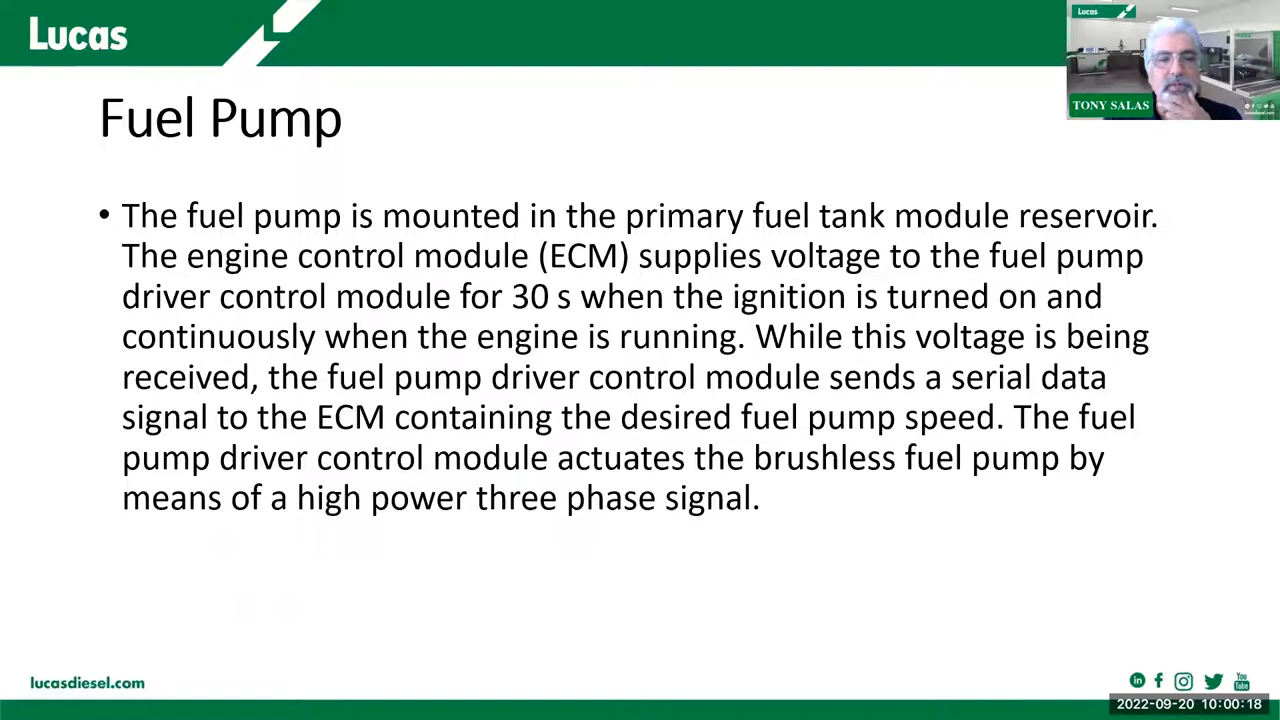 Lucas
Lucas
TONY SALAS
Fuel Pump
• The fuel pump is mounted in the primary fuel tank module reservoir.
The engine control module (ECM) supplies voltage to the fuel pump
driver control module for 30 s when the ignition is turned on and
continuously when the engine is running. While this voltage is being
received, the fuel pump driver control module sends a serial data
signal to the ECM containing the desired fuel pump speed. The fuel
pump driver control module actuates the brushless fuel pump by
means of a high power three phase signal.
lucasdiesel.com
You
Tube
2022-09-20 10:00:18